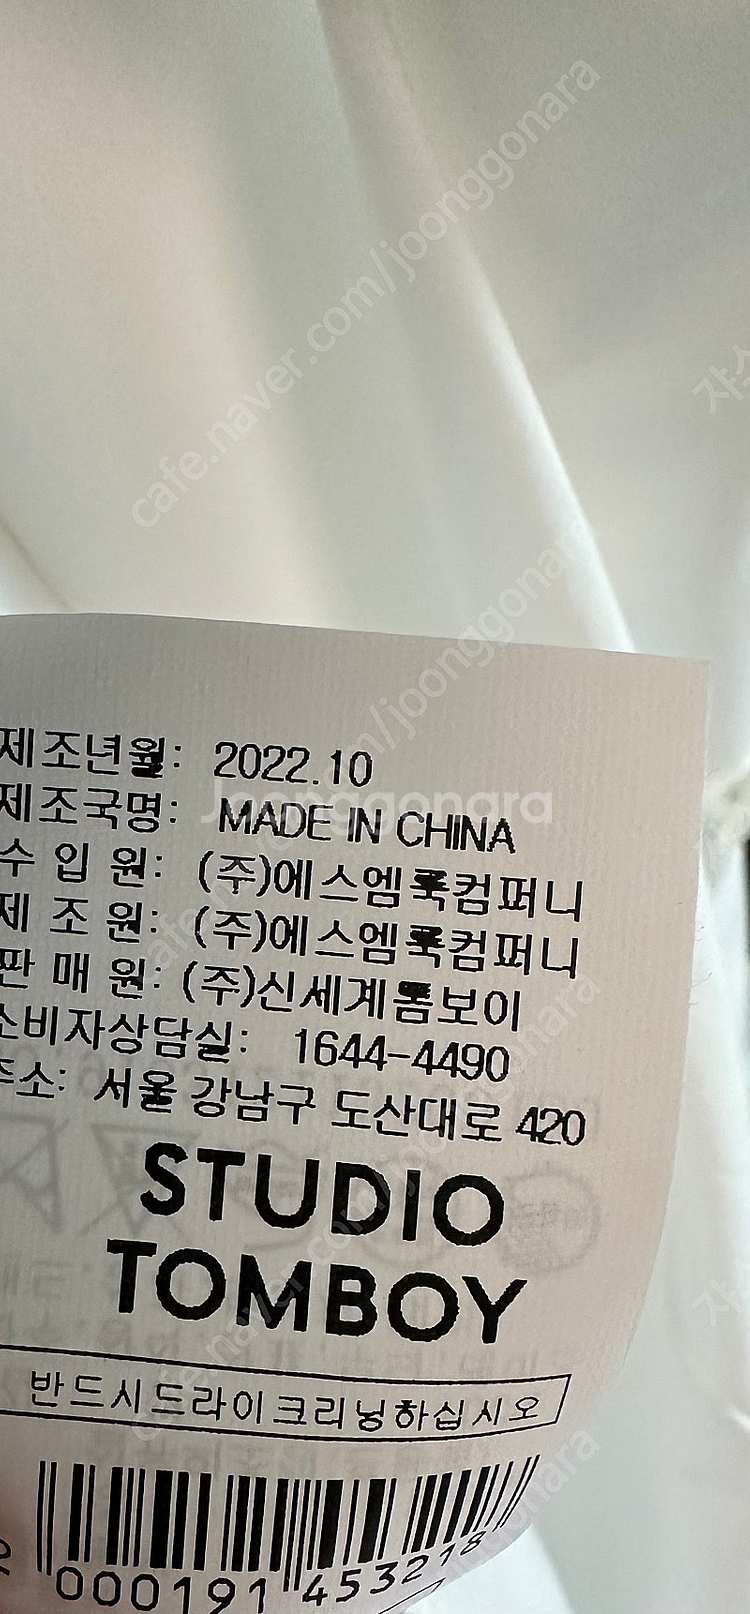 cafe.naver.com/joonggonara
제조년월: 2022.10
Joonggonara
제조국명: MADE IN CHINA
수 입 원: (주)에스엠룩컴퍼니
제 조 원: (주)에스엠룩컴퍼니
판 매 원: (주)신세계톰보이
소비자상담실: 1644-4490
주소: 서울 강남구 도산대로 420
STUDIO
TOMBOY
반드시드라이크리닝하십시오
000191 453218